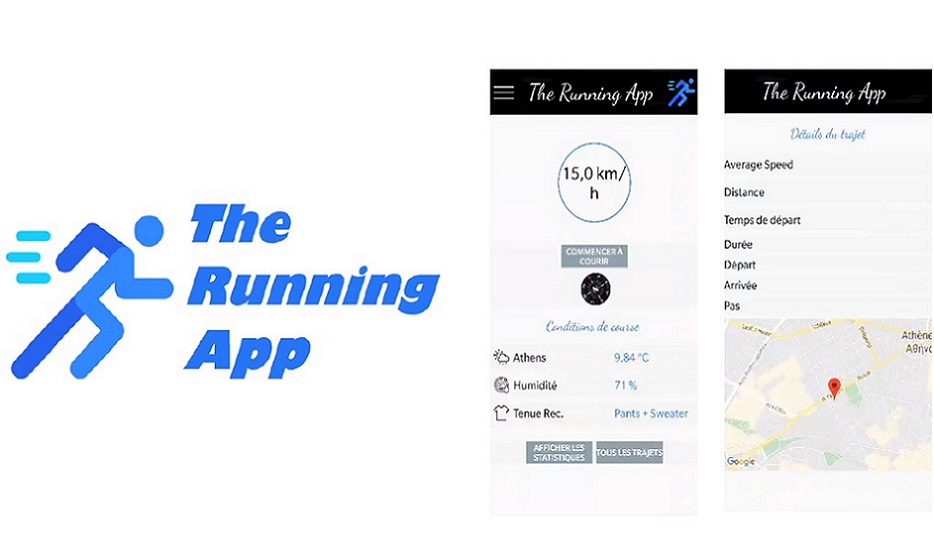 The
Running
App
The Running App
15,0 km/
h
COMMENCER À
COURIR
Conditions de course
Athens 9,84 °C
Humidité 71 %
Tenue Rec. Pants + Sweater
AFFICHER LES
STATISTIQUES
TOUS LES TRAJETS
The Running App
Détails du trajet
Average Speed
Distance
Temps de départ
Durée
Départ
Arrivée
Pas
Athène
Αθήνα
Google